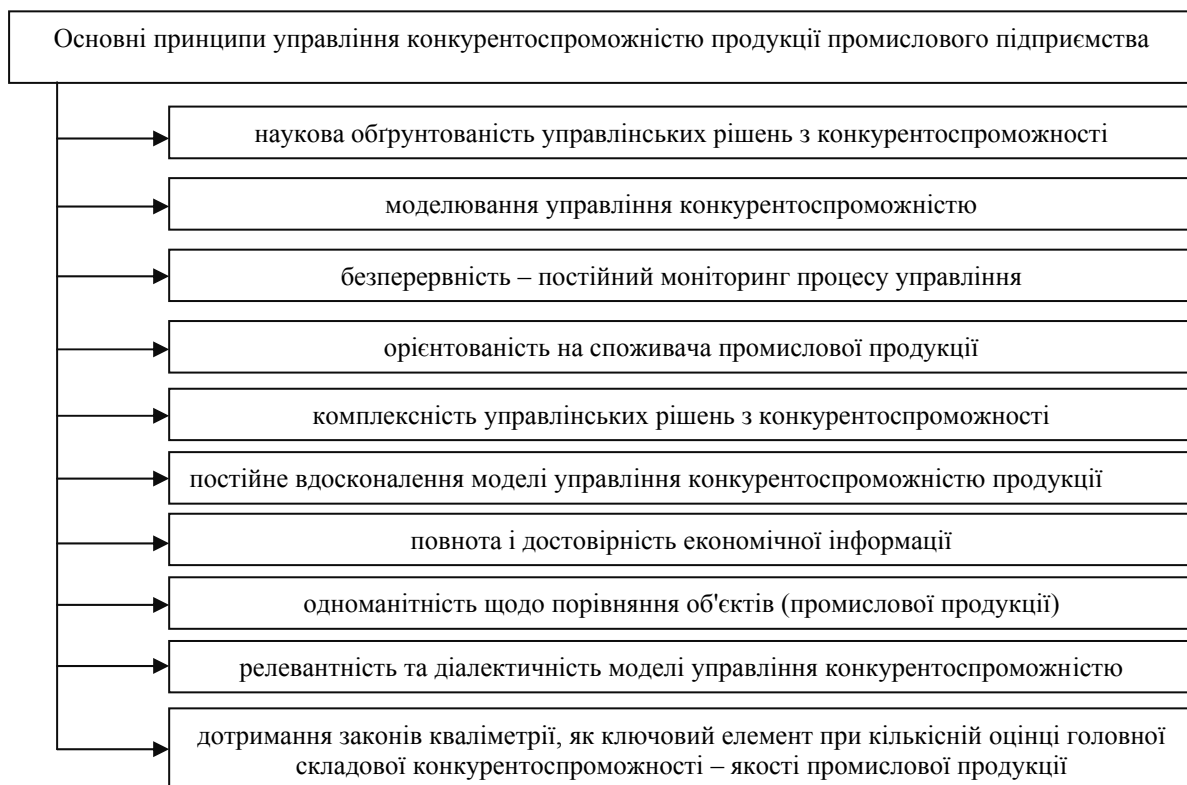 Основні принципи управління конкурентоспроможністю продукції промислового підприємства
наукова обґрунтованість управлінських рішень з конкурентоспроможності
моделювання управління конкурентоспроможністю
безперервність – постійний моніторинг процесу управління
орієнтованість на споживача промислової продукції
комплексність управлінських рішень з конкурентоспроможності
постійне вдосконалення моделі управління конкурентоспроможністю продукції
повнота і достовірність економічної інформації
одноманітність щодо порівняння об'єктів (промислової продукції)
релевантність та діалектичність моделі управління конкурентоспроможністю
дотримання законів кваліметрії, як ключовий елемент при кількісній оцінці головної
складової конкурентоспроможності – якості промислової продукції